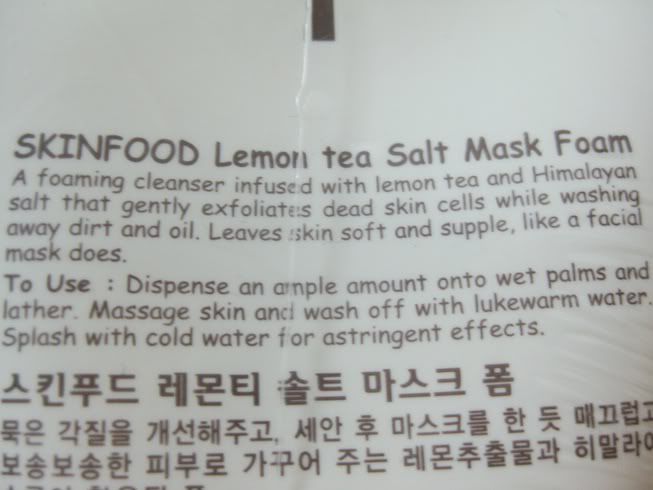 SKINFOOD Lemon tea Salt Mask Foam
A foaming cleanser infused with lemon tea and Himalayan
salt that gently exfoliates dead skin cells while washing
away dirt and oil. Leaves skin soft and supple, like a facial
mask does.
To Use : Dispense an ample amount onto wet palms and
lather. Massage skin and wash off with lukewarm water.
Splash with cold water for astringent effects.
스킨푸드 레몬티 솔트 마스크 폼
묵은 각질을 개선해주고, 세안 후 마스크를 한 듯 매끄럽고
보송보송한 피부로 가꾸어 주는 레몬추출물과 히말라야